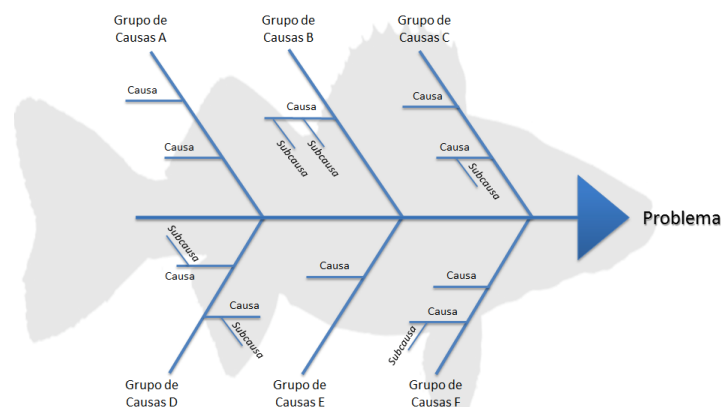 Grupo de
Causas A
Grupo de
Causas B
Grupo de
Causas C
Causa
Causa
Causa
Subcausa
Subcausa
Causa
Causa
Subcausa
Problema
Subcausa
Causa
Causa
Subcausa
Causa
Causa
Causa
Subcausa
Grupo de
Causas D
Grupo de
Causas E
Grupo de
Causas F